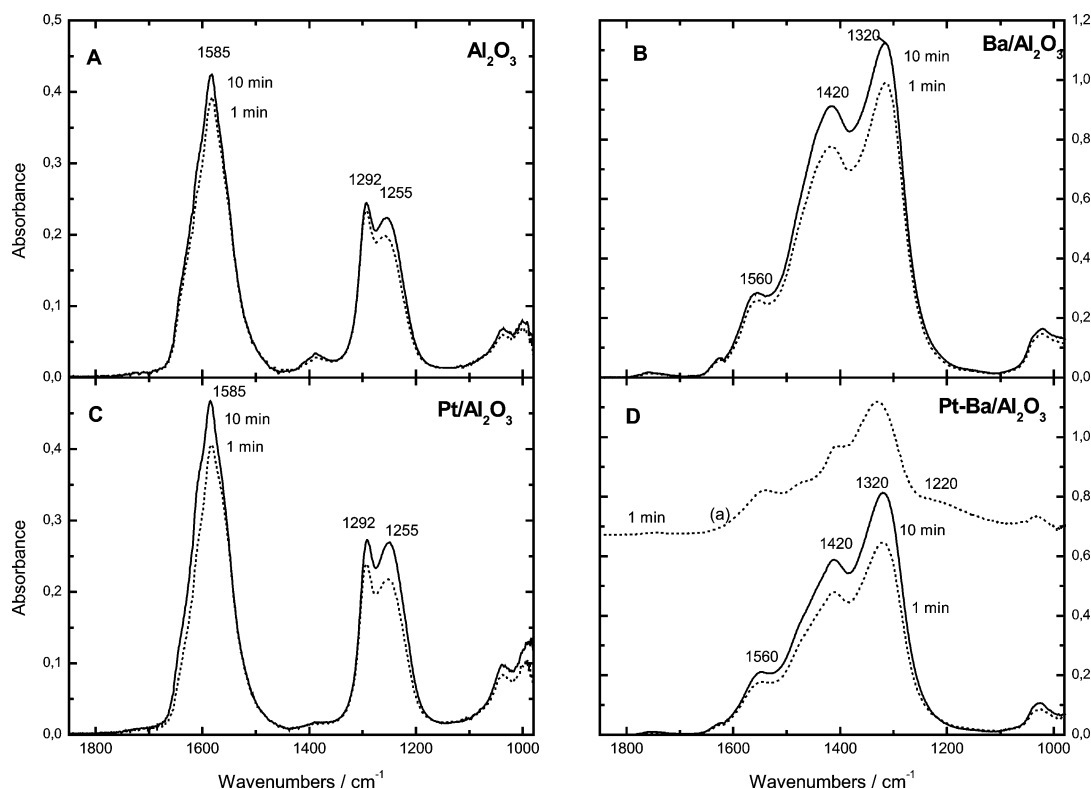 0,5
0,4
0,3
0,2
0,1
0,0
Absorbance
A
Al₂O₃
1585
10 min
1 min
1292
1255
B
Ba/Al₂O₃
1320
10 min
1 min
1420
1560
1,2
1,0
0,8
0,6
0,4
0,2
0,0
0,4
0,3
0,2
0,1
0,0
Absorbance
C
Pt/Al₂O₃
1585
10 min
1 min
1292
1255
1800
1600
1400
1200
1000
Wavenumbers / cm⁻¹
D
Pt-Ba/Al₂O₃
1 min
(a)
1220
1320
10 min
1420
1 min
1560
1,0
0,8
0,6
0,4
0,2
0,0
1800
1600
1400
1200
1000
Wavenumbers / cm⁻¹